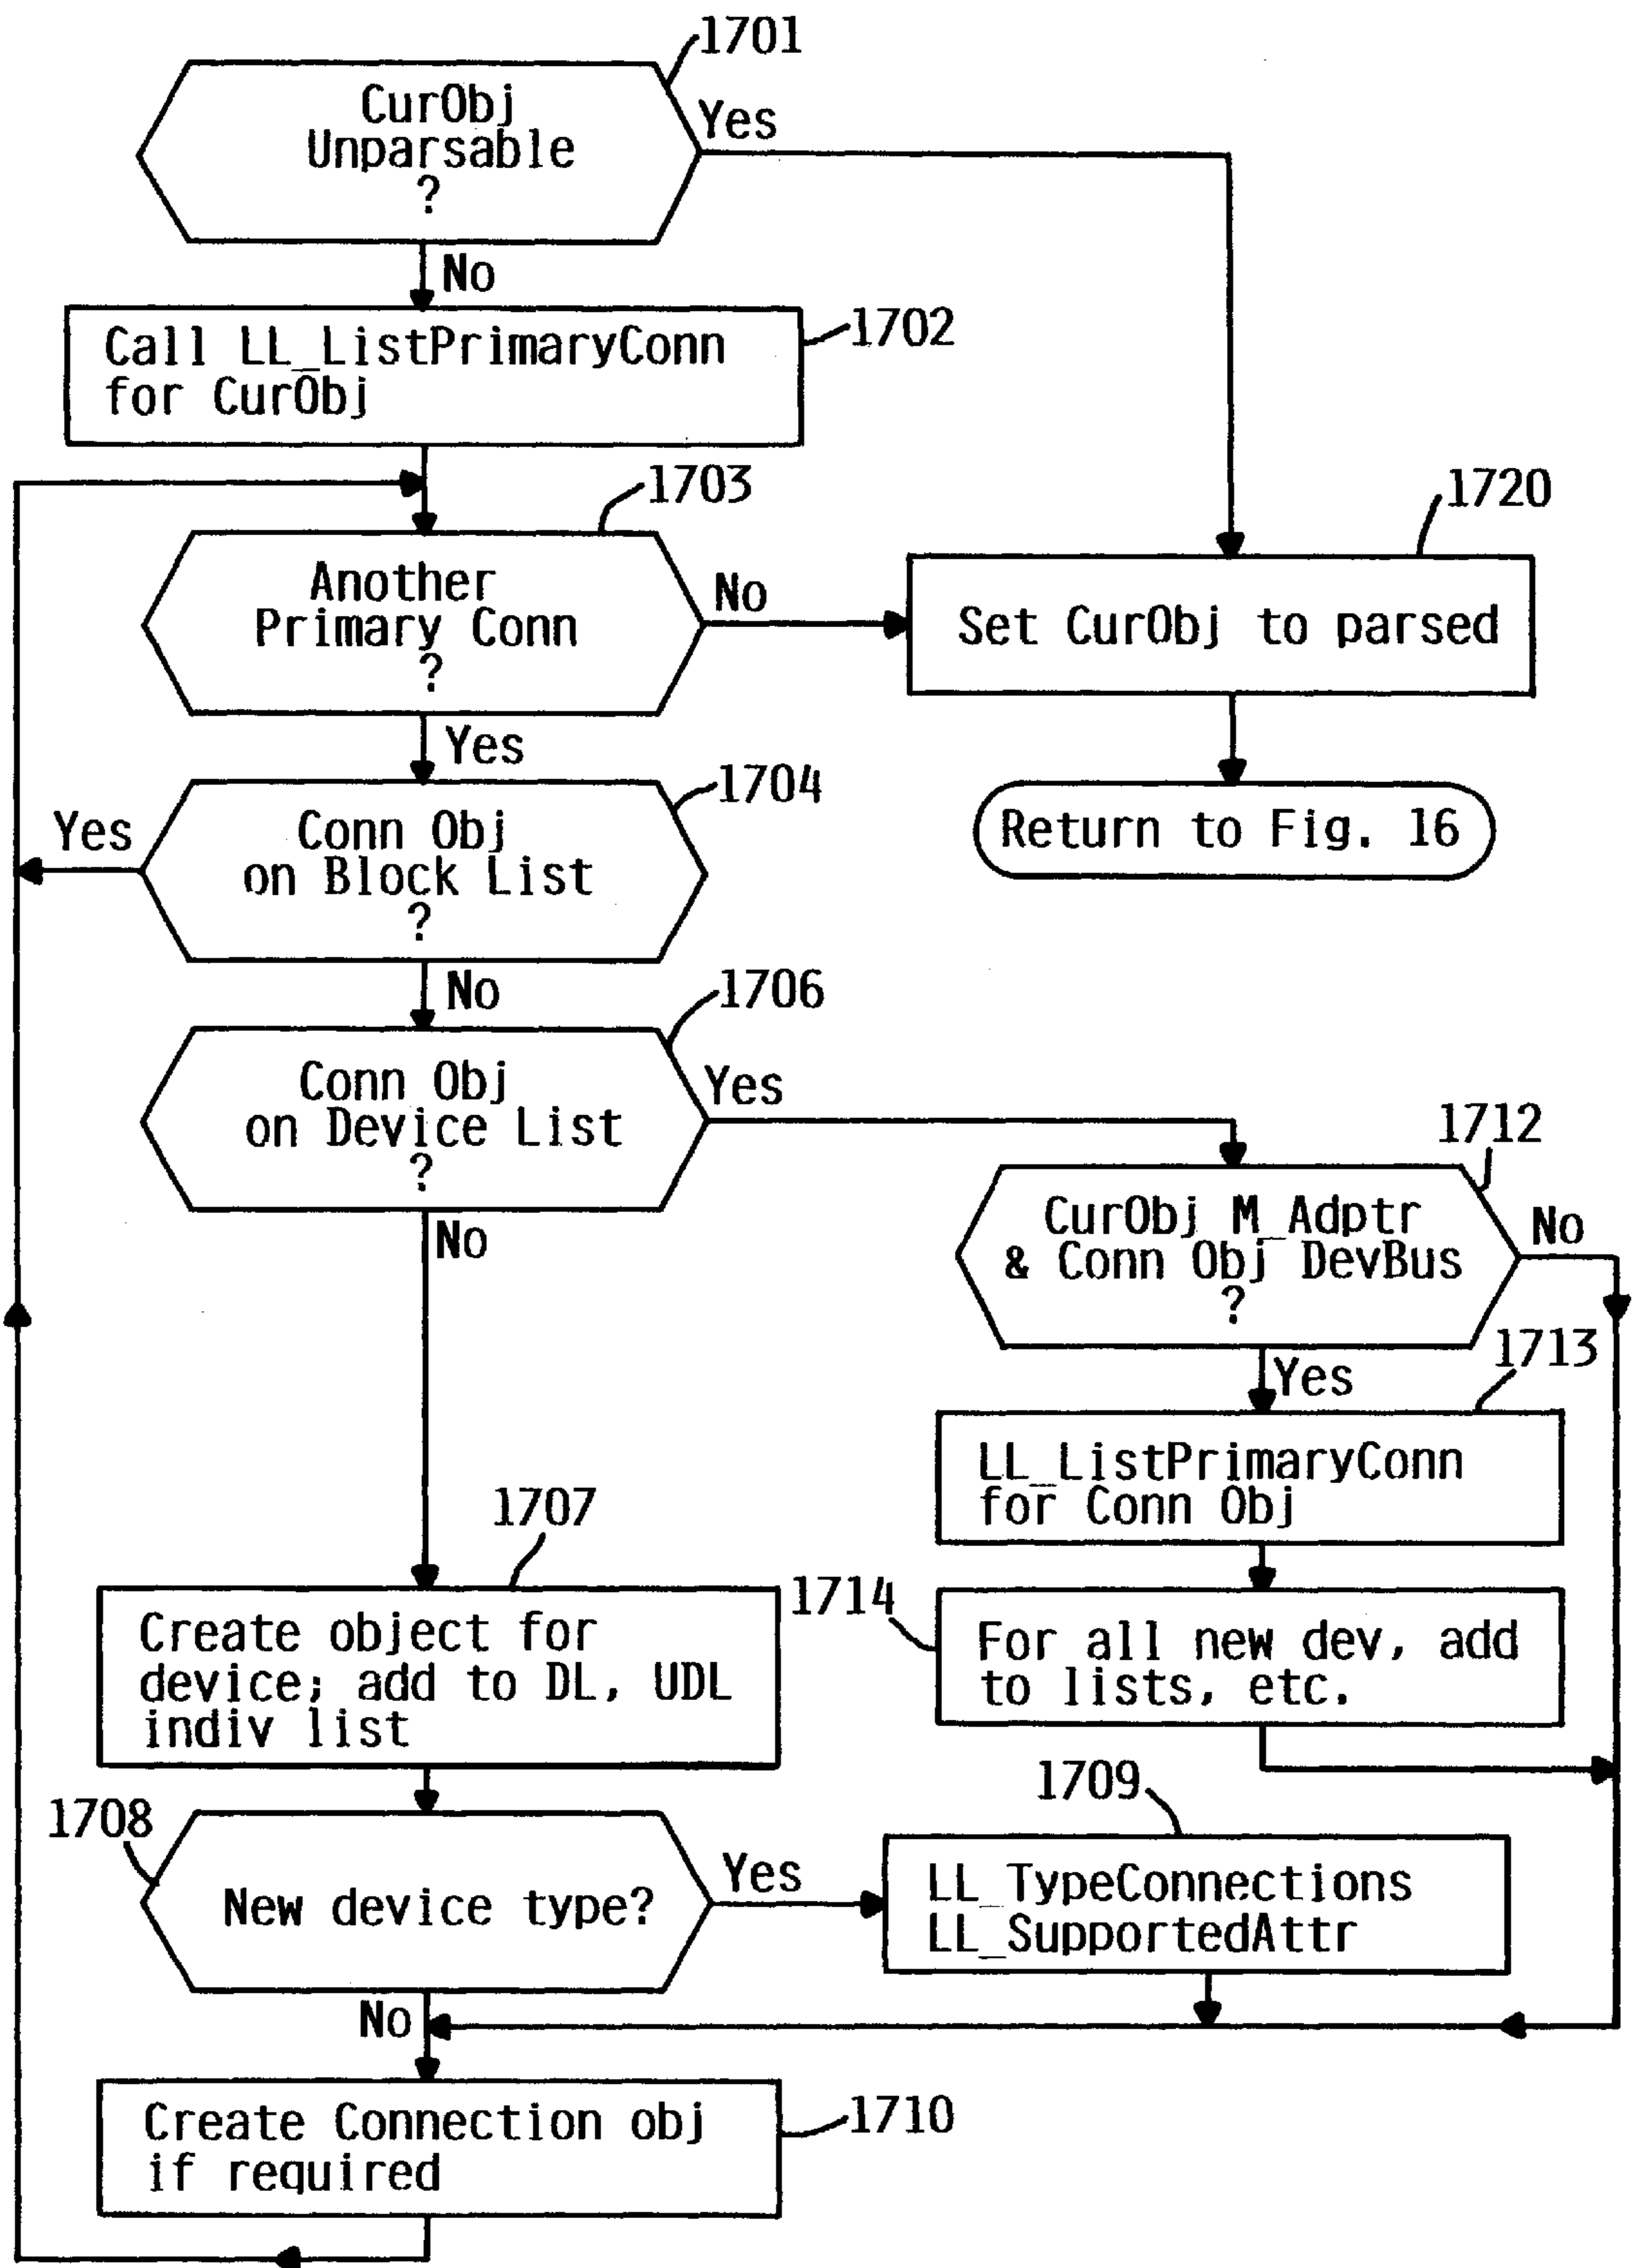 1701
CurObj
Unparsable
?
Yes
No
Call LL_ListPrimaryConn
for CurObj
1702
1703
Another
Primary Conn
?
No
Yes
1720
Set CurObj to parsed
Return to Fig. 16
1704
Conn Obj
on Block List
?
Yes
No
1706
Conn Obj
on Device List
?
Yes
No
1712
CurObj M_Adptr
& Conn Obj DevBus
?
No
Yes
1713
LL_ListPrimaryConn
for Conn Obj
1714
For all new dev, add
to lists, etc.
1707
Create object for
device; add to DL, UDL
indiv list
1708
New device type?
Yes
No
1709
LL_TypeConnections
LL_SupportedAttr
Create Connection obj
if required
1710